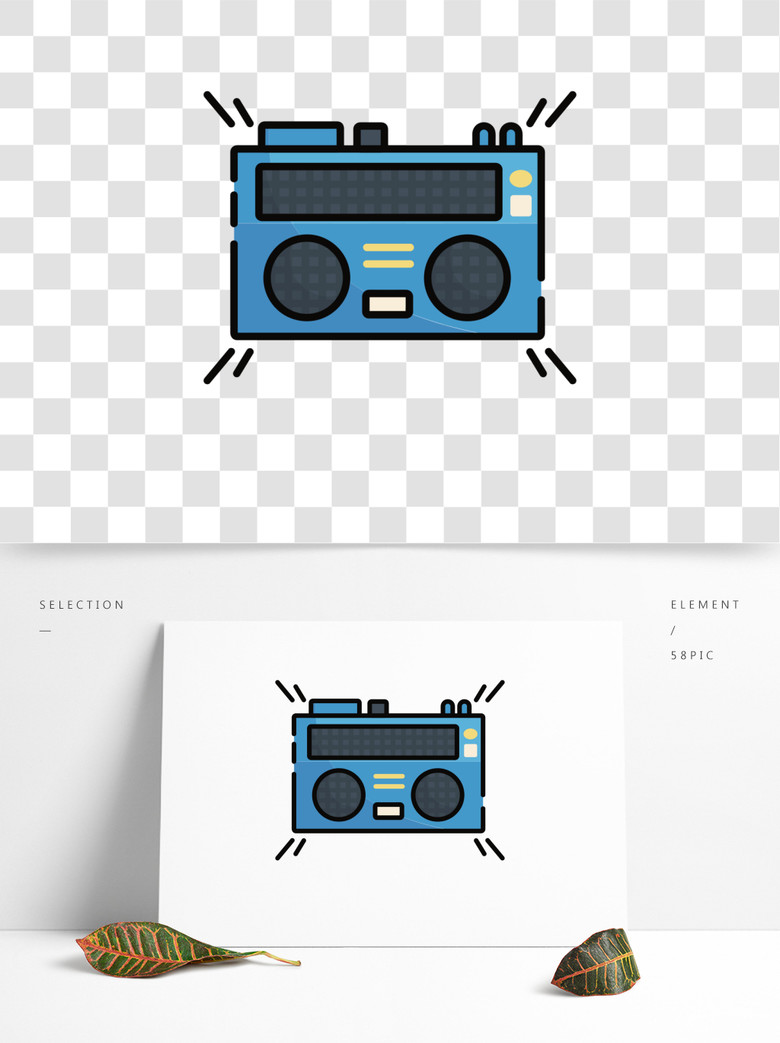 SELECTION
—
ELEMENT
/
58PIC